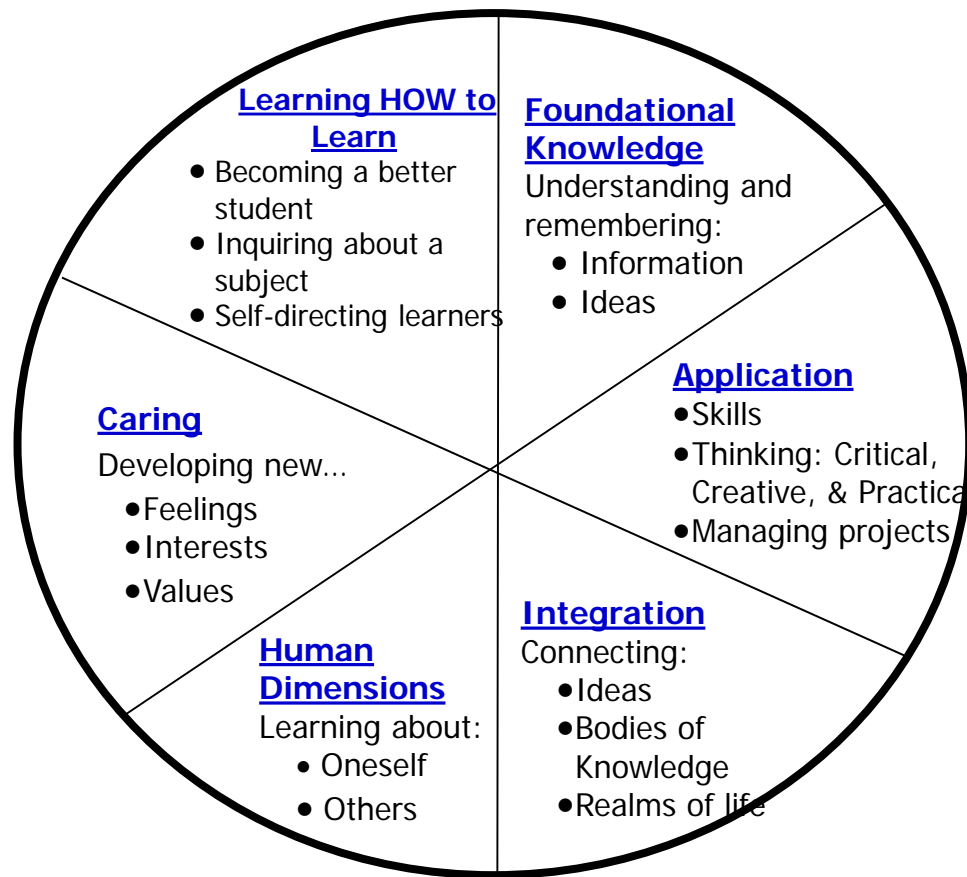 Learning HOW to
Learn
• Becoming a better
student
• Inquiring about a
subject
• Self-directing learners
Foundational
Knowledge
Understanding and
remembering:
• Information
• Ideas
Application
•Skills
•Thinking: Critical,
Creative, & Practica
•Managing projects
Integration
Connecting:
•Ideas
•Bodies of
Knowledge
•Realms of life
Human
Dimensions
Learning about:
• Oneself
• Others
Caring
Developing new...
•Feelings
•Interests
•Values